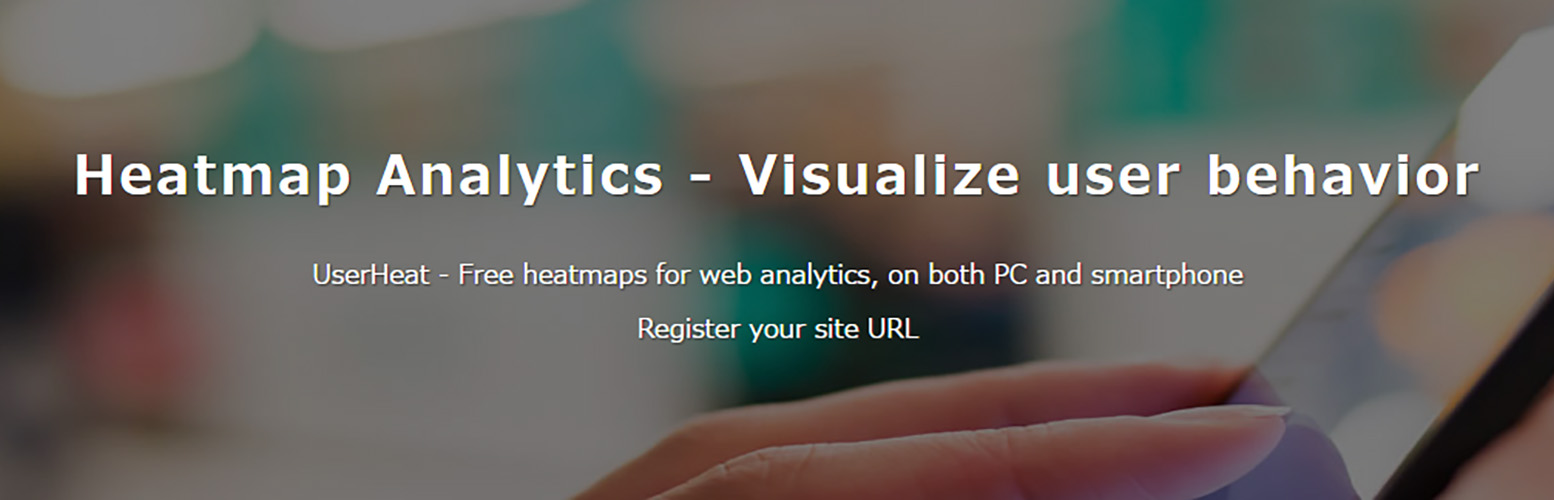 Heatmap Analytics - Visualize user behavior
UserHeat - Free heatmaps for web analytics, on both PC and smartphone
Register your site URL